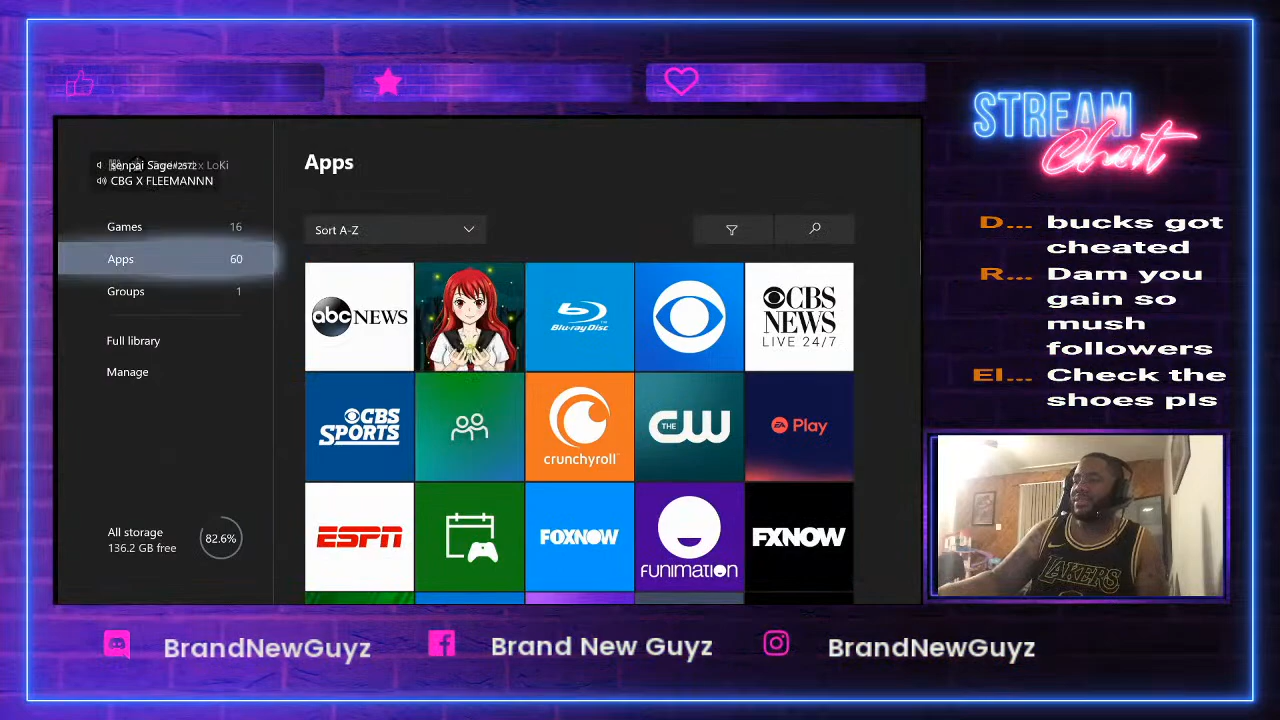 STREAM
Chat
senpai Sage
x LoKi
CBG X FLEEMANNN
Games 16
Apps 60
Groups 1
Full library
Manage
All storage
136.2 GB free
82.6%
Apps
Sort A-Z
abc NEWS
Blu-ray Disc
CBS
NEWS
LIVE 24/7
CBS
SPORTS
crunchyroll
THE CW
EA Play
ESPN
FOXNOW
FUNIMATION
FXNOW
D... bucks got
cheated
R... Dam you
gain so
mush
followers
El... Check the
shoes pls
LAKERS
BrandNewGuyz
Brand New Guyz
BrandNewGuyz